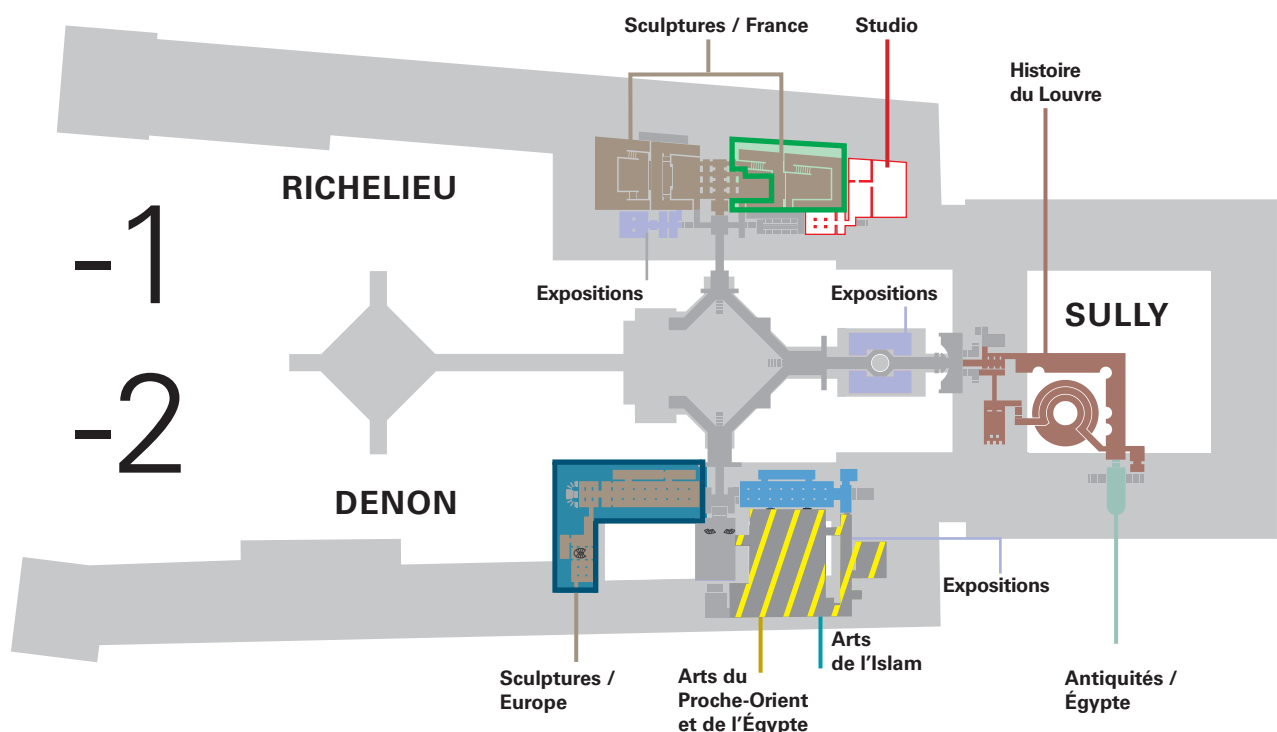 Sculptures / France
Studio
Histoire
du Louvre
RICHELIEU
-1
Expositions
Expositions
SULLY
-2
DENON
Expositions
Sculptures /
Europe
Arts du
Proche-Orient
et de l'Égypte
Arts
de l'Islam
Antiquités /
Égypte